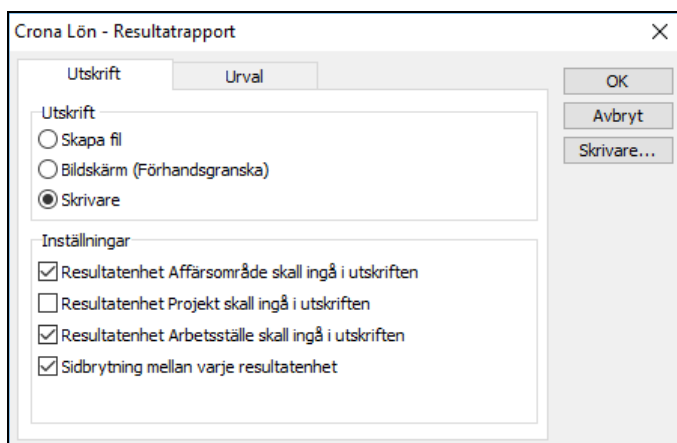 Crona Lön - Resultatrapport
Utskrift
Urval
OK
Avbryt
Skrivare...
Utskrift
Skapa fil
Bildskärm (Förhandsgranska)
Skrivare
Inställningar
Resultatenhet Affärsområde skall ingå i utskriften
Resultatenhet Projekt skall ingå i utskriften
Resultatenhet Arbetsställe skall ingå i utskriften
Sidbrytning mellan varje resultatenhet